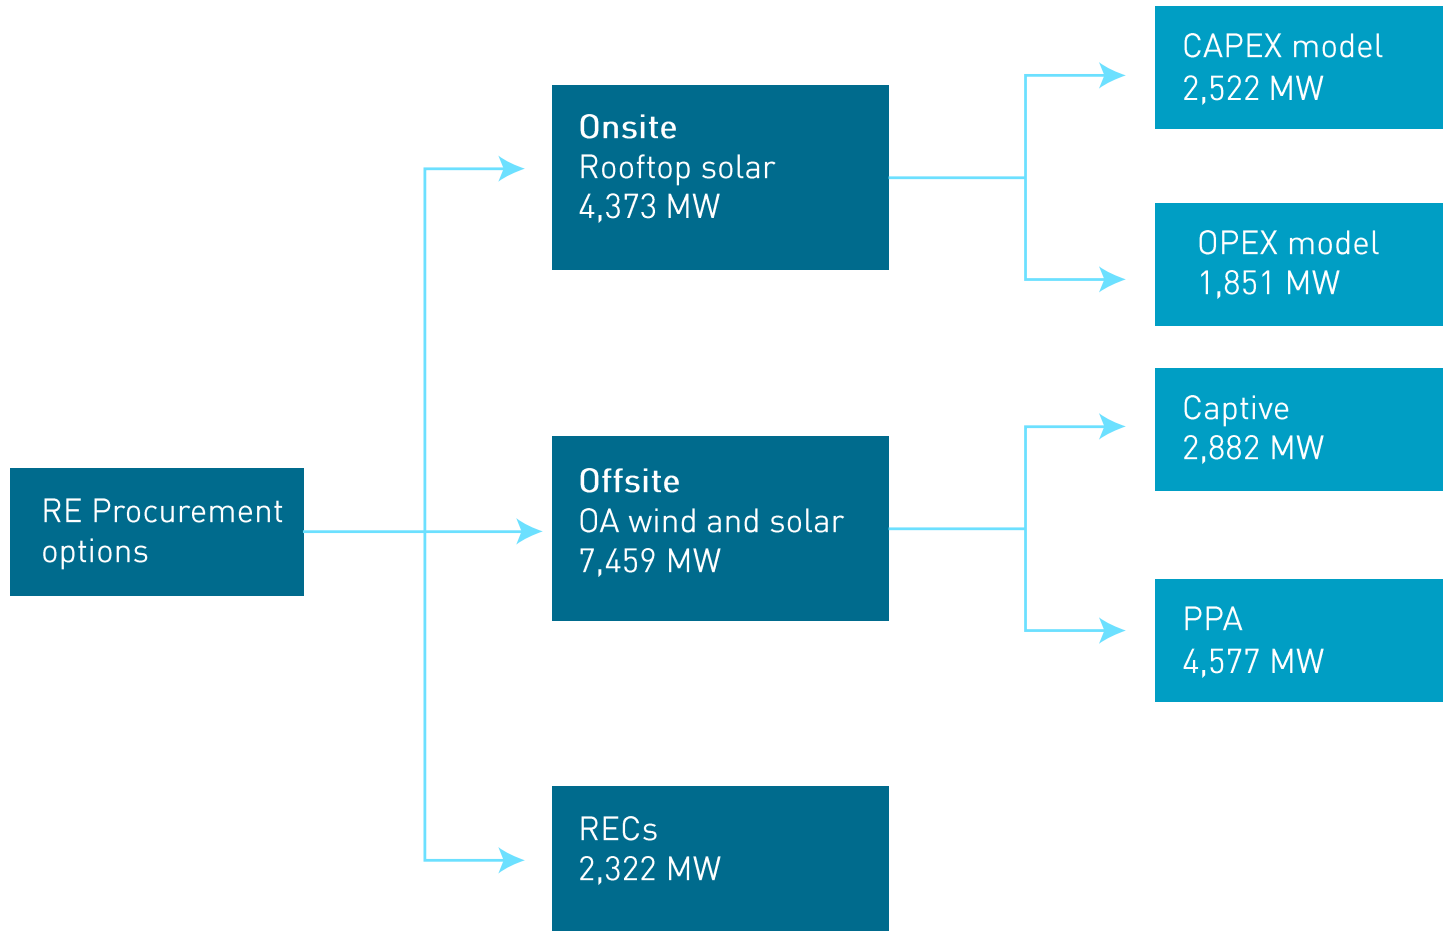 RE Procurement
options
Onsite
Rooftop solar
4,373 MW
CAPEX model
2,522 MW
OPEX model
1,851 MW
Offsite
OA wind and solar
7,459 MW
Captive
2,882 MW
PPA
4,577 MW
RECs
2,322 MW